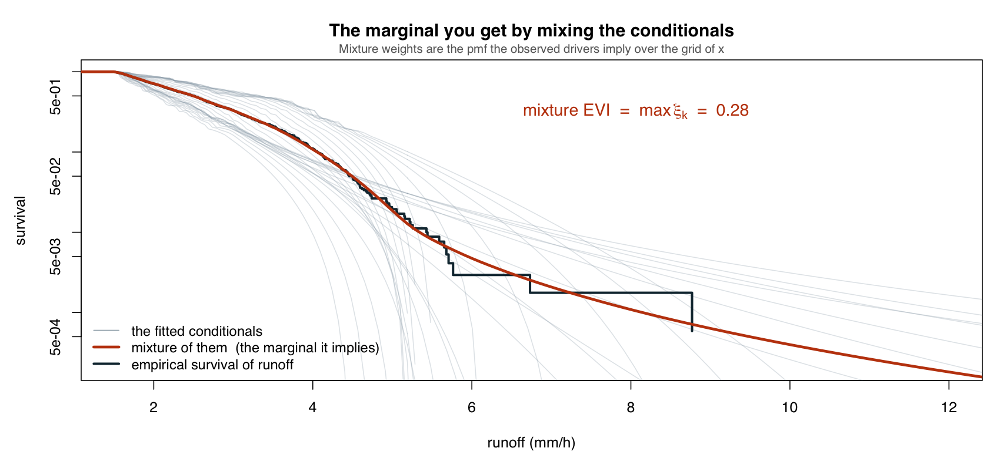 The marginal you get by mixing the conditionals
Mixture weights are the pmf the observed drivers imply over the grid of x
mixture EVI = max ξk = 0.28
survival
5e-01
5e-02
5e-03
5e-04
the fitted conditionals
mixture of them (the marginal it implies)
empirical survival of runoff
2 4 6 8 10 12
runoff (mm/h)